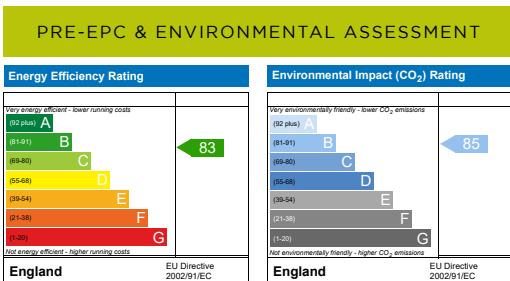 PRE-EPC & ENVIRONMENTAL ASSESSMENT
Energy Efficiency Rating
Very energy efficient - lower running costs
(92 plus) A
(81-91) B
83
(69-80) C
(55-68) D
(39-54) E
(21-38) F
(1-20) G
Not energy efficient - higher running costs
England
EU Directive
2002/91/EC
Environmental Impact (CO₂) Rating
Very environmentally friendly - lower CO₂ emissions
(92 plus) A
(81-91) B
85
(69-80) C
(55-68) D
(39-54) E
(21-38) F
(1-20) G
Not environmentally friendly - higher CO₂ emissions
England
EU Directive
2002/91/EC